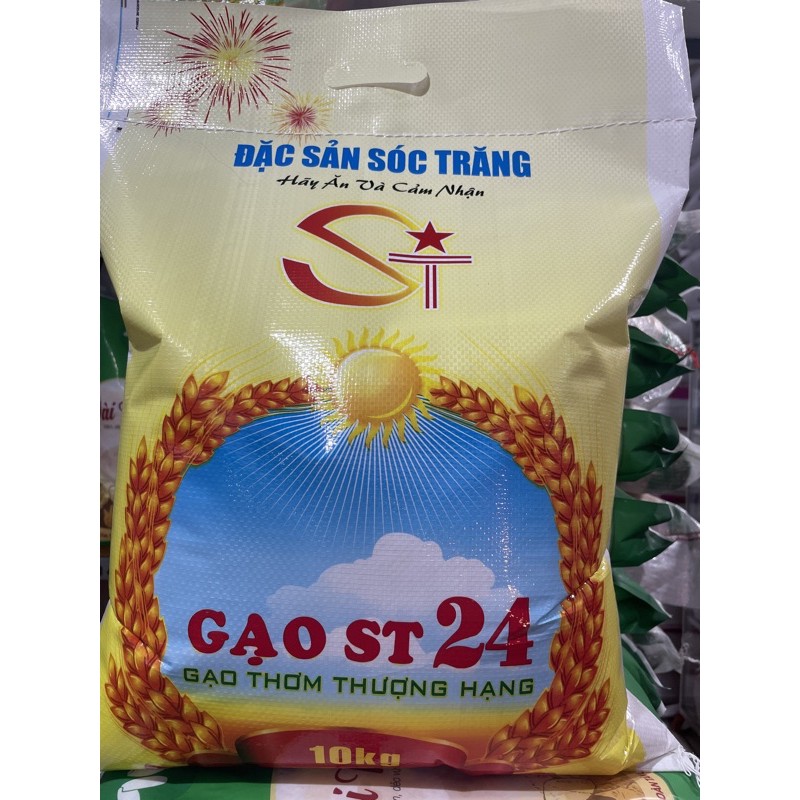 ĐẶC SẢN SÓC TRĂNG
Hãy Ăn Và Cảm Nhận
ST
GẠO ST 24
GẠO THƠM THƯỢNG HẠNG
10kg